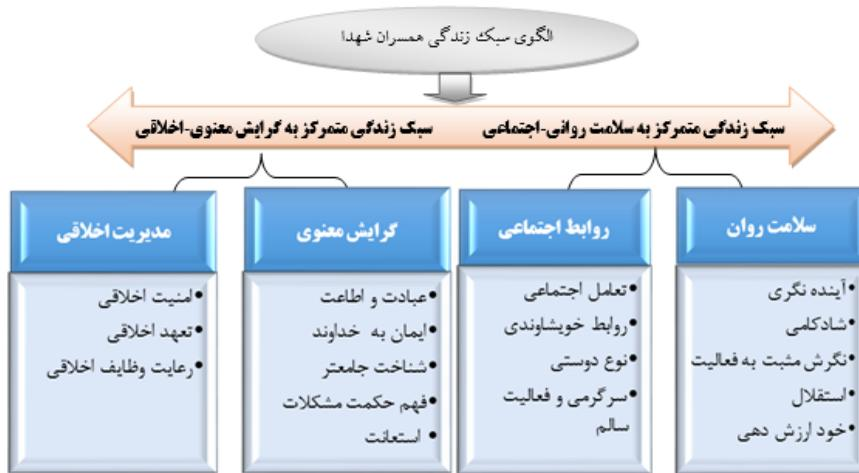 الگوی سبک زندگی همسران شهدا
سبک زندگی متمرکز به سلامت روانی-اجتماعی
سبک زندگی متمرکز به گرایش معنوی-اخلاقی
سلامت روان
•آینده نگری
•شادکامی
•نگرش مثبت به فعالیت
•استقلال
•خود ارزش دهی
روابط اجتماعی
•تعامل اجتماعی
•روابط خویشاوندی
•نوع دوستی
•سرگرمی و فعالیت
سالم
گرایش معنوی
•عبادت و اطاعت
•ایمان به خداوند
•شناخت جامعتر
•فهم حکمت مشکلات
•استعانت
مدیریت اخلاقی
•امنیت اخلاقی
•تعهد اخلاقی
•رعایت وظایف اخلاقی